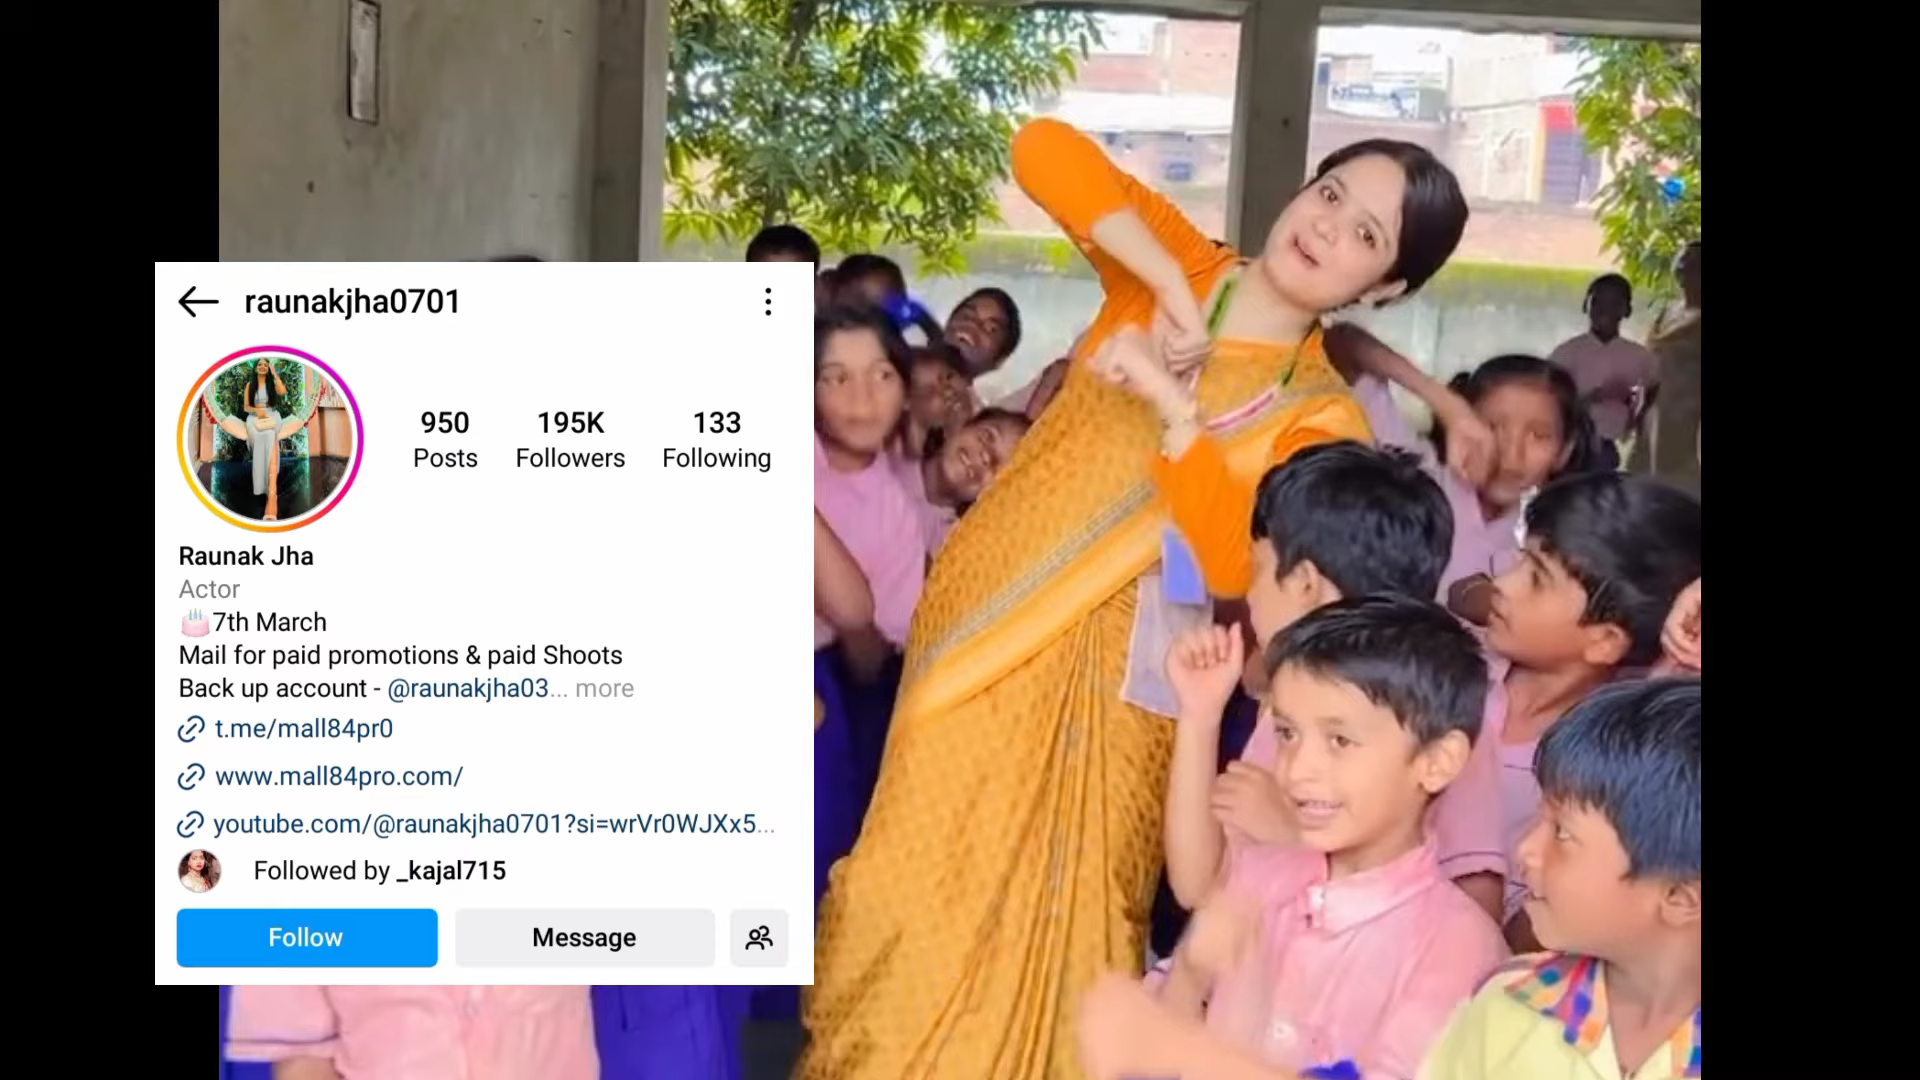 raunakjha0701
950
195K
133
Posts
Followers
Following
Raunak Jha
Actor
🎂7th March
Mail for paid promotions & paid Shoots
Back up account - @raunakjha03... more
t.me/mall84pr0
www.mall84pro.com/
youtube.com/@raunakjha0701?si=wrVr0WJXx5...
Followed by _kajal715
Follow
Message